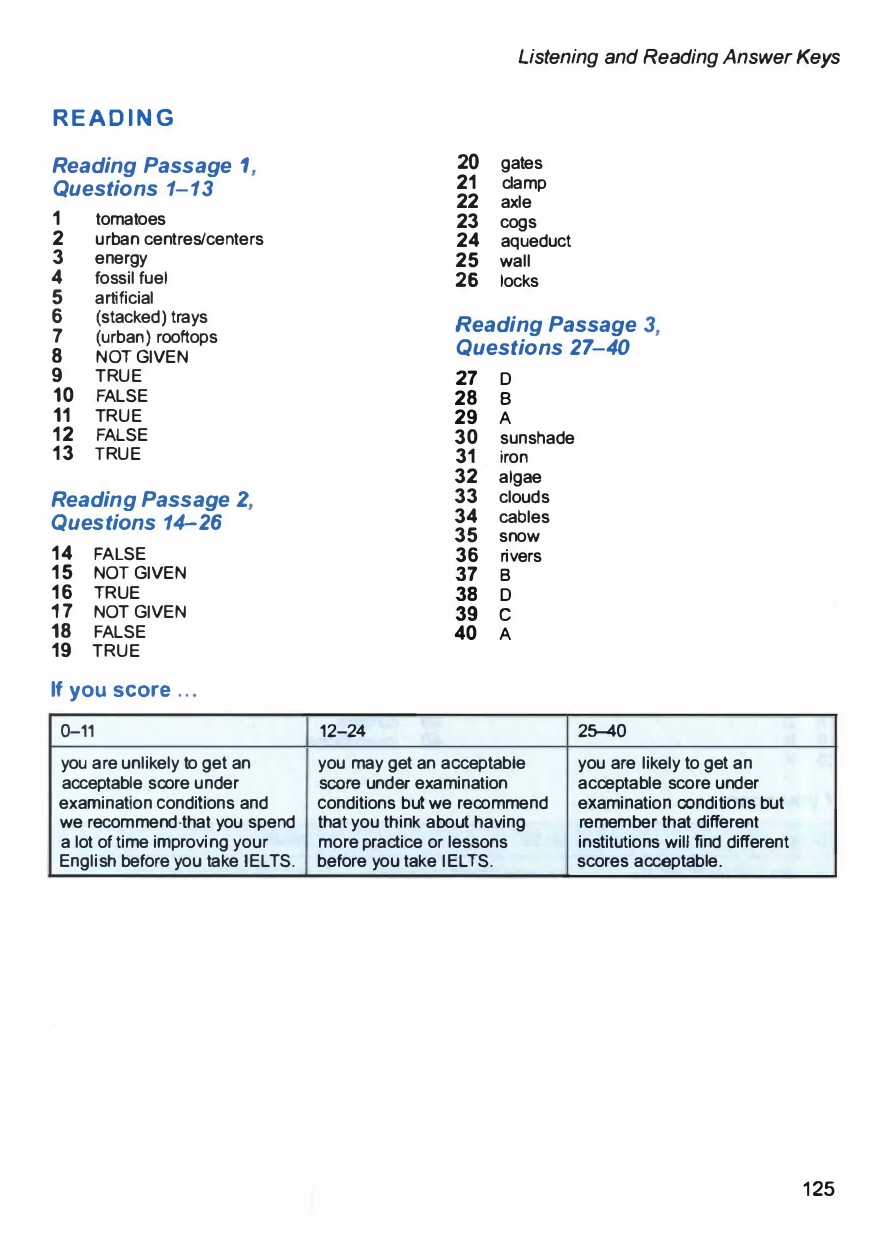 Listening and Reading Answer Keys
READING
Reading Passage 1,
Questions 1–13
1 tomatoes
2 urban centres/centers
3 energy
4 fossil fuel
5 artificial
6 (stacked) trays
7 (urban) rooftops
8 NOT GIVEN
9 TRUE
10 FALSE
11 TRUE
12 FALSE
13 TRUE
Reading Passage 2,
Questions 14–26
14 FALSE
15 NOT GIVEN
16 TRUE
17 NOT GIVEN
18 FALSE
19 TRUE
20 gates
21 clamp
22 axle
23 cogs
24 aqueduct
25 wall
26 locks
Reading Passage 3,
Questions 27–40
27 D
28 B
29 A
30 sunshade
31 iron
32 algae
33 clouds
34 cables
35 snow
36 rivers
37 B
38 D
39 C
40 A
If you score ...
0–11
you are unlikely to get an
acceptable score under
examination conditions and
we recommend that you spend
a lot of time improving your
English before you take IELTS.
12–24
you may get an acceptable
score under examination
conditions but we recommend
that you think about having
more practice or lessons
before you take IELTS.
25–40
you are likely to get an
acceptable score under
examination conditions but
remember that different
institutions will find different
scores acceptable.
125